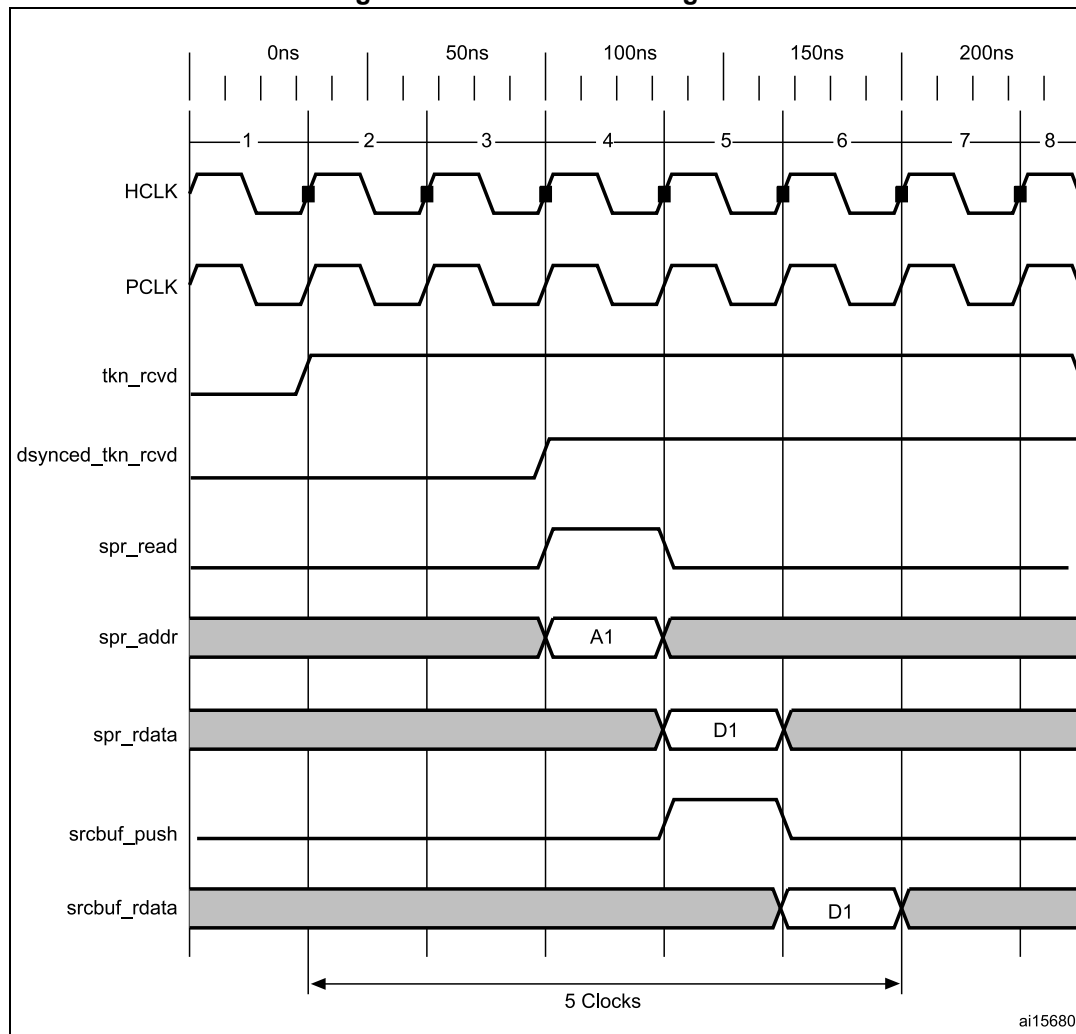 0ns 50ns 100ns 150ns 200ns
1 2 3 4 5 6 7 8
HCLK
PCLK
tkn_rcvd
dsynced_tkn_rcvd
spr_read
spr_addr A1
spr_rdata D1
srcbuf_push
srcbuf_rdata D1
5 Clocks
ai15680